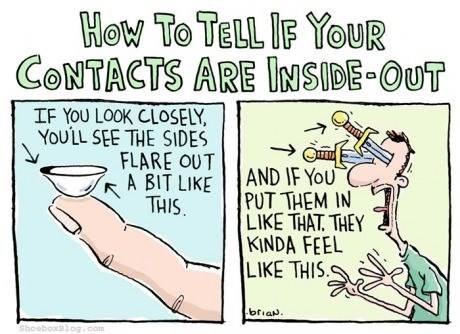 How To Tell If Your
Contacts Are Inside-Out
IF YOU LOOK CLOSELY,
YOU'LL SEE THE SIDES
FLARE OUT
A BIT LIKE
THIS.
AND IF YOU
PUT THEM IN
LIKE THAT, THEY
KINDA FEEL
LIKE THIS.
brian.
ShoeboxBlog.com